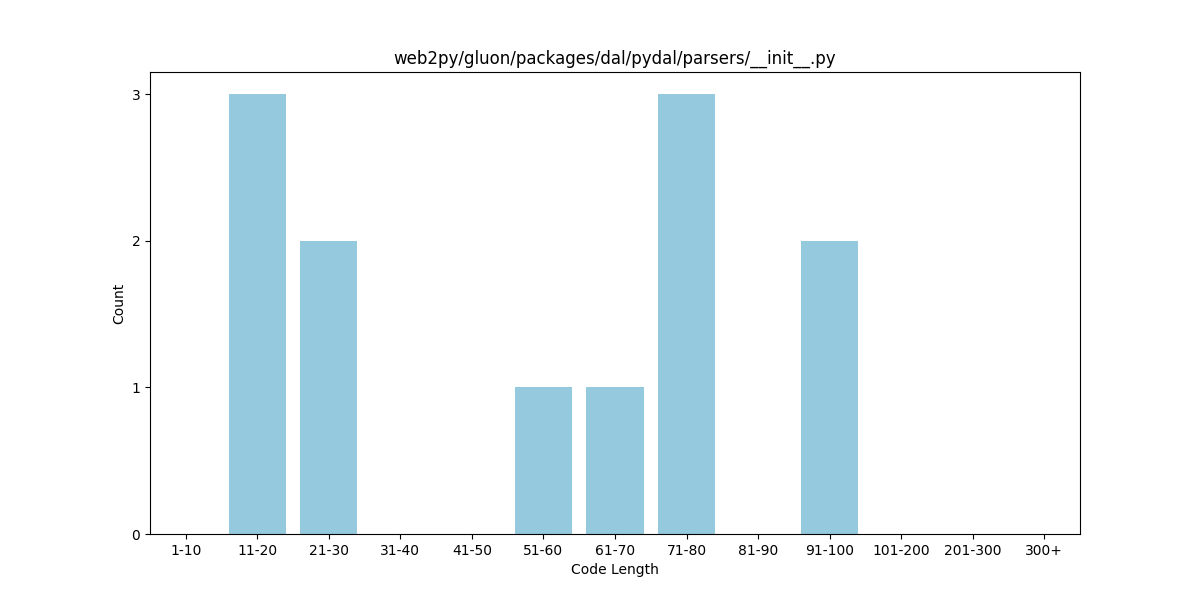 web2py/gluon/packages/dal/pydal/parsers/__init__.py
Count
3
2
1
0
1-10 11-20 21-30 31-40 41-50 51-60 61-70 71-80 81-90 91-100 101-200 201-300 300+
Code Length